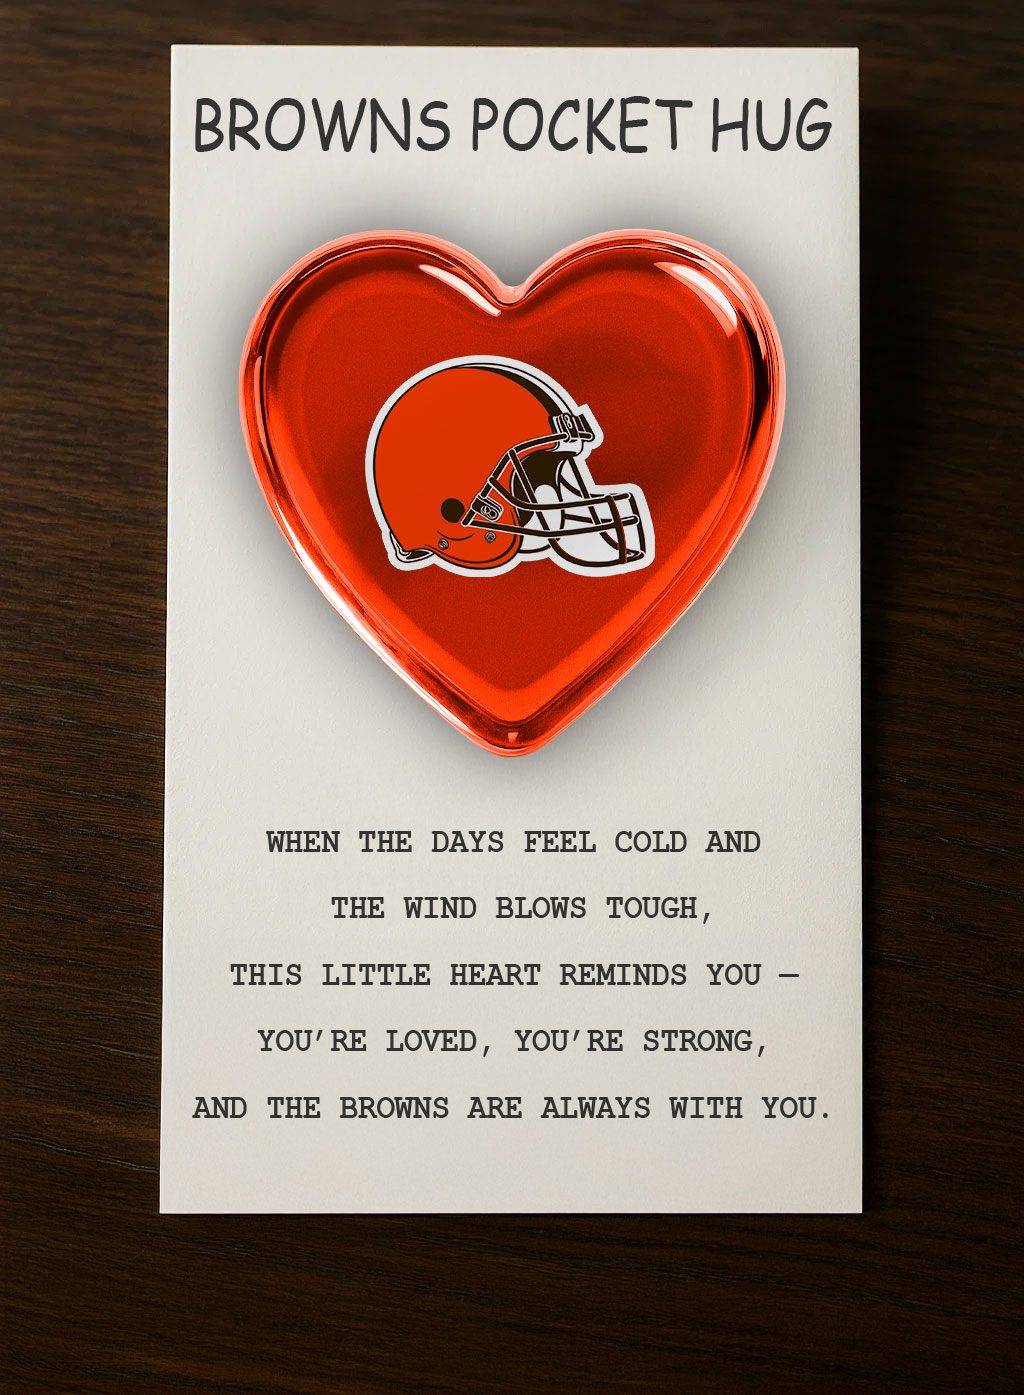 BROWNS POCKET HUG
WHEN THE DAYS FEEL COLD AND
THE WIND BLOWS TOUGH,
THIS LITTLE HEART REMINDS YOU —
YOU’RE LOVED, YOU’RE STRONG,
AND THE BROWNS ARE ALWAYS WITH YOU.